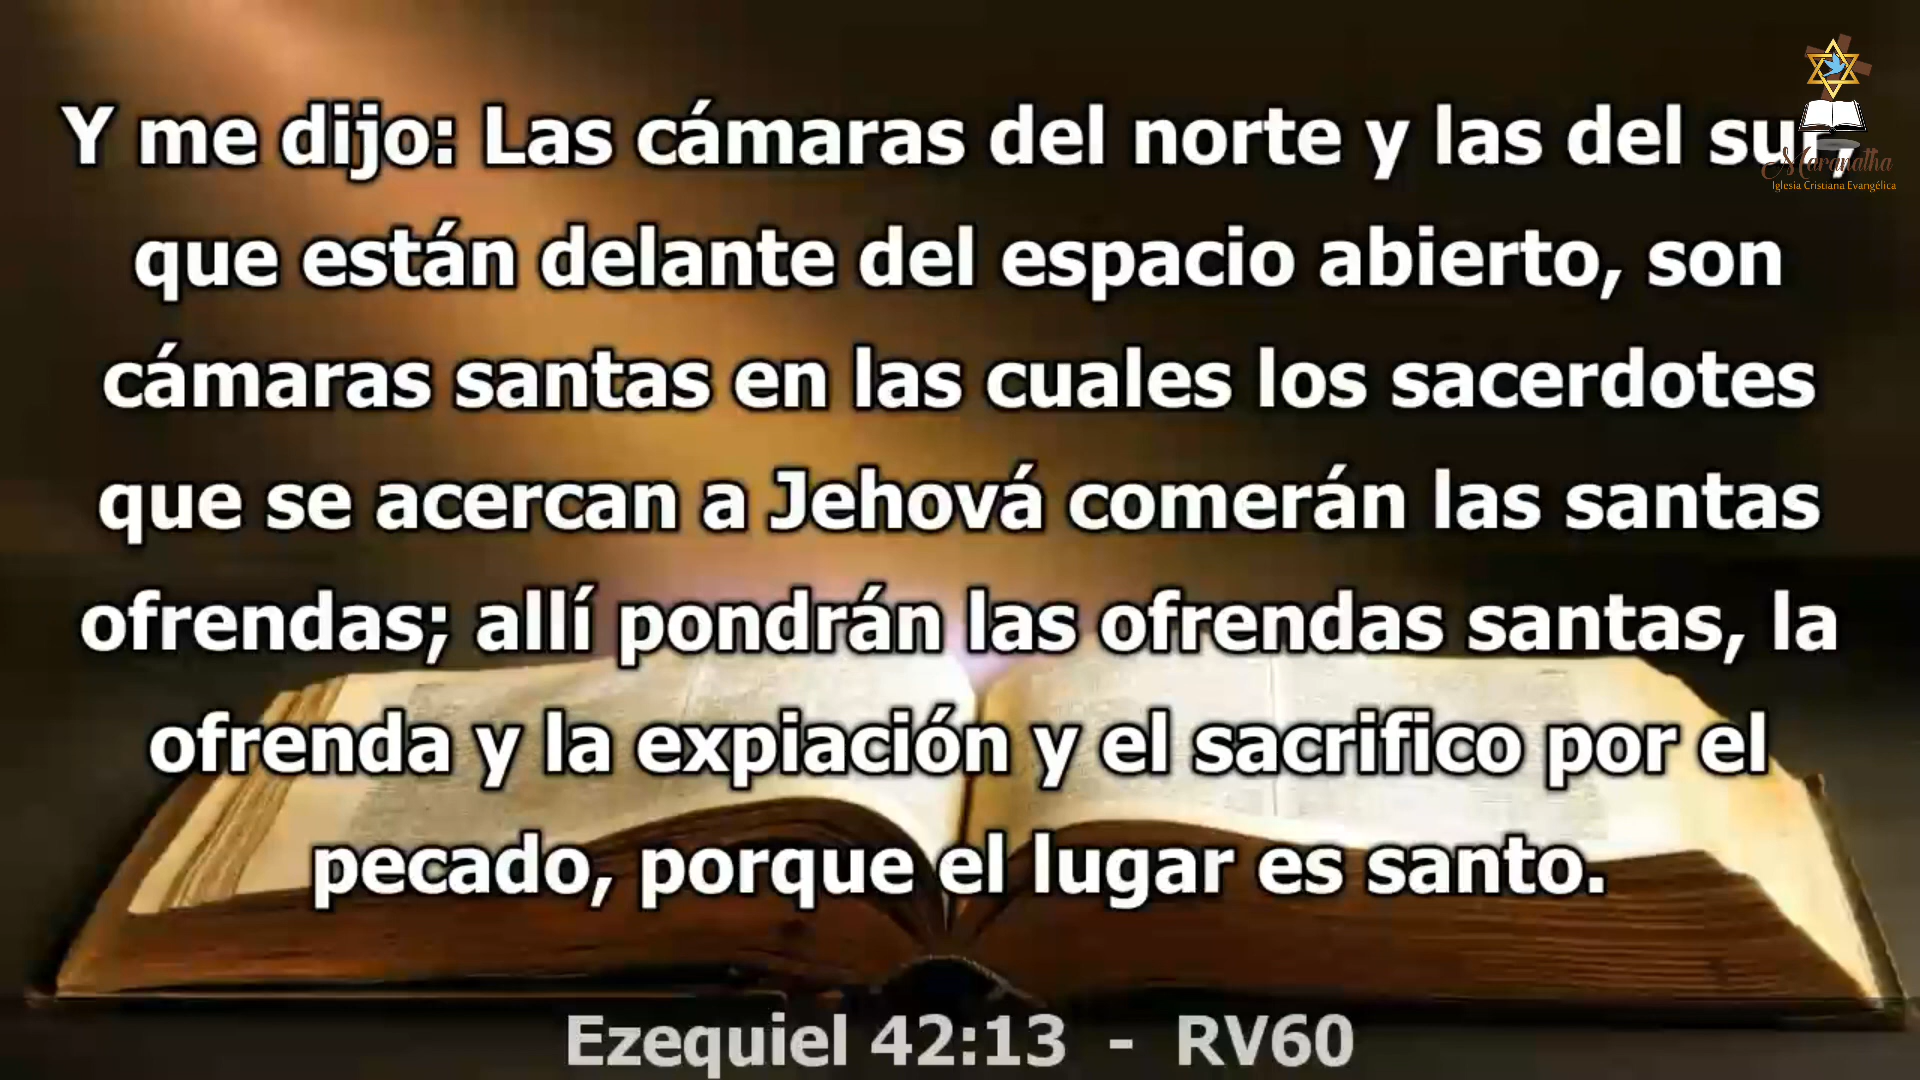 Y me dijo: Las cámaras del norte y las del sur,
que están delante del espacio abierto, son
cámaras santas en las cuales los sacerdotes
que se acercan a Jehová comerán las santas
ofrendas; allí pondrán las ofrendas santas, la
ofrenda y la expiación y el sacrifico por el
pecado, porque el lugar es santo.
Ezequiel 42:13 - RV60
Maranatha
Iglesia Cristiana Evangélica